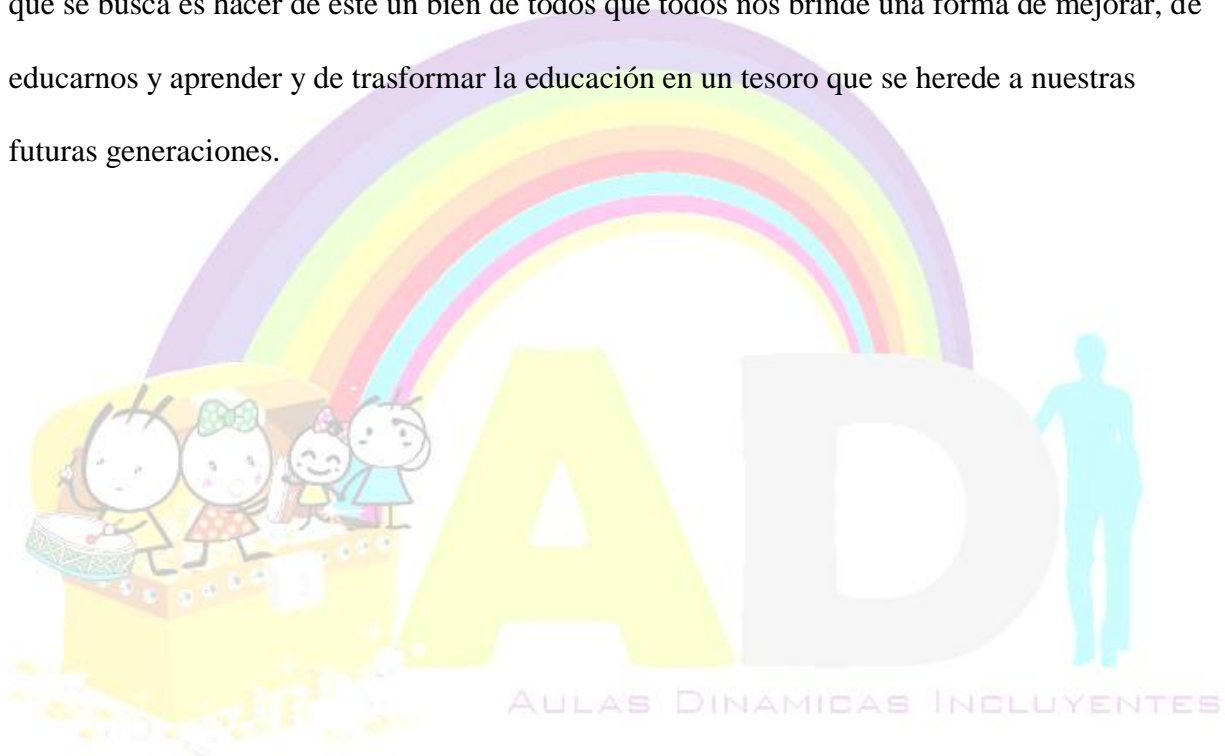 que se busca es hacer de este un bien de todos que todos nos brinde una forma de mejorar, de
educarnos y aprender y de trasformar la educación en un tesoro que se herede a nuestras
futuras generaciones.
AD
AULAS DINAMICAS INCLUYENTES